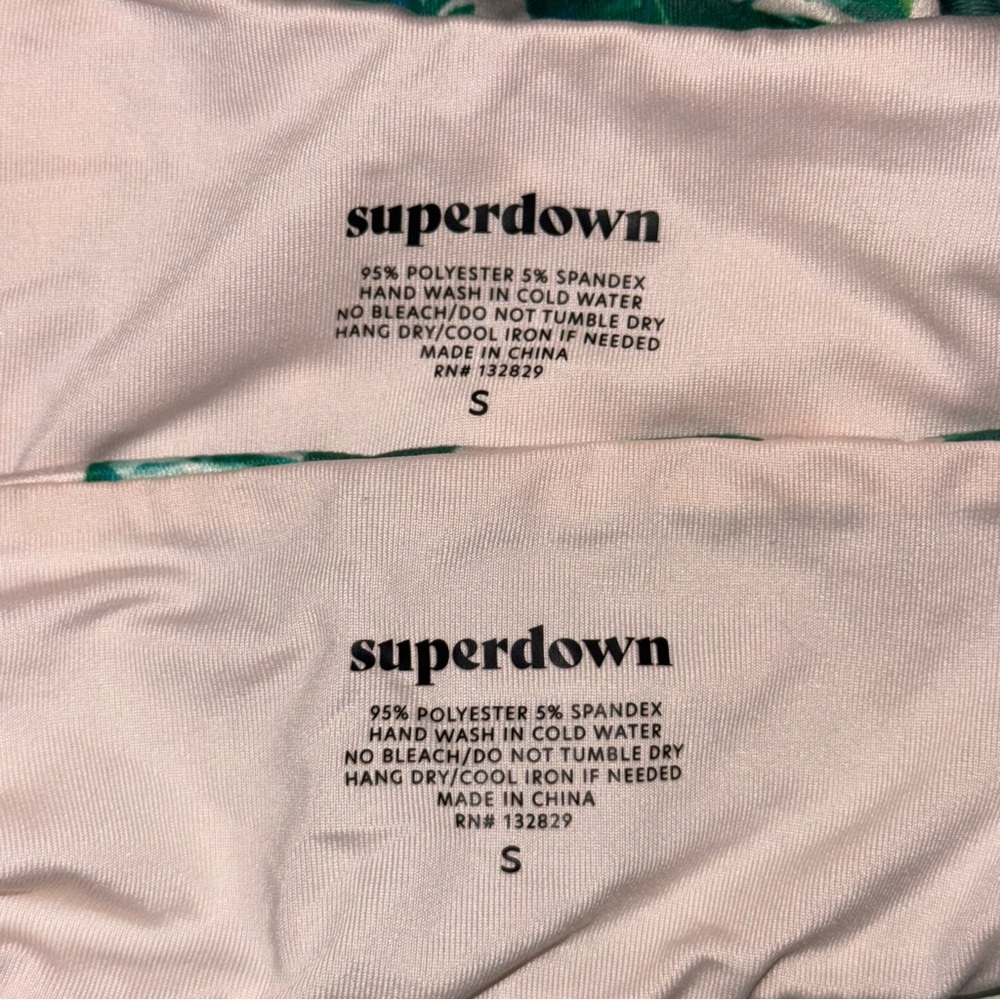 superdown
95% POLYESTER 5% SPANDEX
HAND WASH IN COLD WATER
NO BLEACH/DO NOT TUMBLE DRY
HANG DRY/COOL IRON IF NEEDED
MADE IN CHINA
RN# 132829
S
superdown
95% POLYESTER 5% SPANDEX
HAND WASH IN COLD WATER
NO BLEACH/DO NOT TUMBLE DRY
HANG DRY/COOL IRON IF NEEDED
MADE IN CHINA
RN# 132829
S